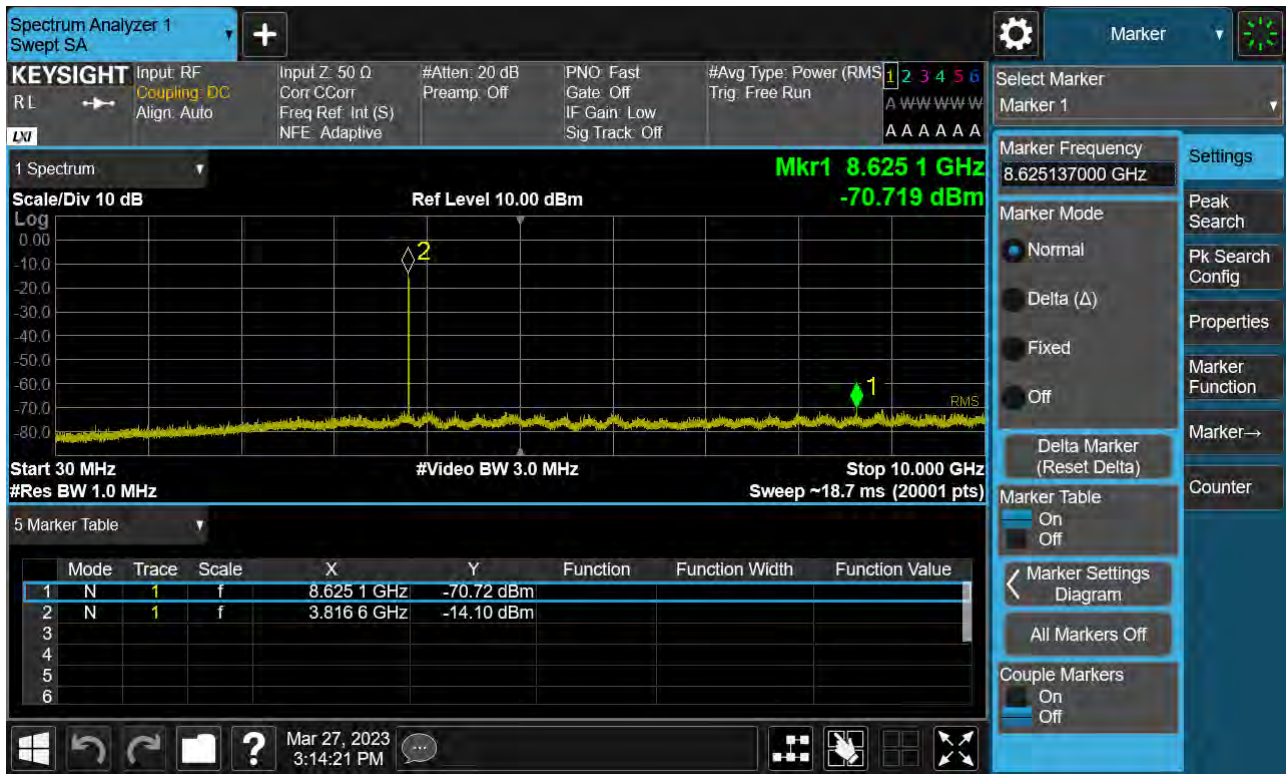 Spectrum Analyzer 1
Swept SA
Marker
KEYSIGHT
RL
LXI
Input: RF
Coupling: DC
Align: Auto
Input Z: 50 Ω
Corr CCorr
Freq Ref: Int (S)
NFE: Adaptive
#Atten: 20 dB
Preamp: Off
PNO: Fast
Gate: Off
IF Gain: Low
Sig Track: Off
#Avg Type: Power (RMS
Trig: Free Run
1 2 3 4 5 6
A W W W W W
A A A A A A
1 Spectrum
Scale/Div 10 dB
Ref Level 10.00 dBm
Mkr1 8.625 1 GHz
-70.719 dBm
Log
0.00
-10.0
-20.0
-30.0
-40.0
-50.0
-60.0
-70.0
-80.0
2
1
RMS
Start 30 MHz
#Video BW 3.0 MHz
Stop 10.000 GHz
#Res BW 1.0 MHz
Sweep ~18.7 ms (20001 pts)
5 Marker Table
Mode Trace Scale X Y Function Function Width Function Value
1 N 1 f 8.625 1 GHz -70.72 dBm
2 N 1 f 3.816 6 GHz -14.10 dBm
3
4
5
6
Mar 27, 2023
3:14:21 PM
Select Marker
Marker 1
Marker Frequency
8.625137000 GHz
Marker Mode
Normal
Delta (Δ)
Fixed
Off
Delta Marker
(Reset Delta)
Marker Table
On
Off
Marker Settings
Diagram
All Markers Off
Couple Markers
On
Off
Settings
Peak
Search
Pk Search
Config
Properties
Marker
Function
Marker→
Counter